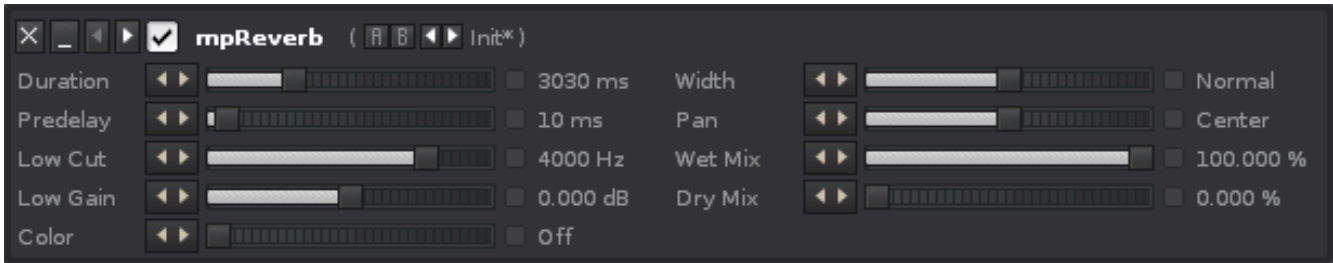 mpReverb ( A B Init* )
Duration 3030 ms Width Normal
Predelay 10 ms Pan Center
Low Cut 4000 Hz Wet Mix 100.000 %
Low Gain 0.000 dB Dry Mix 0.000 %
Color Off